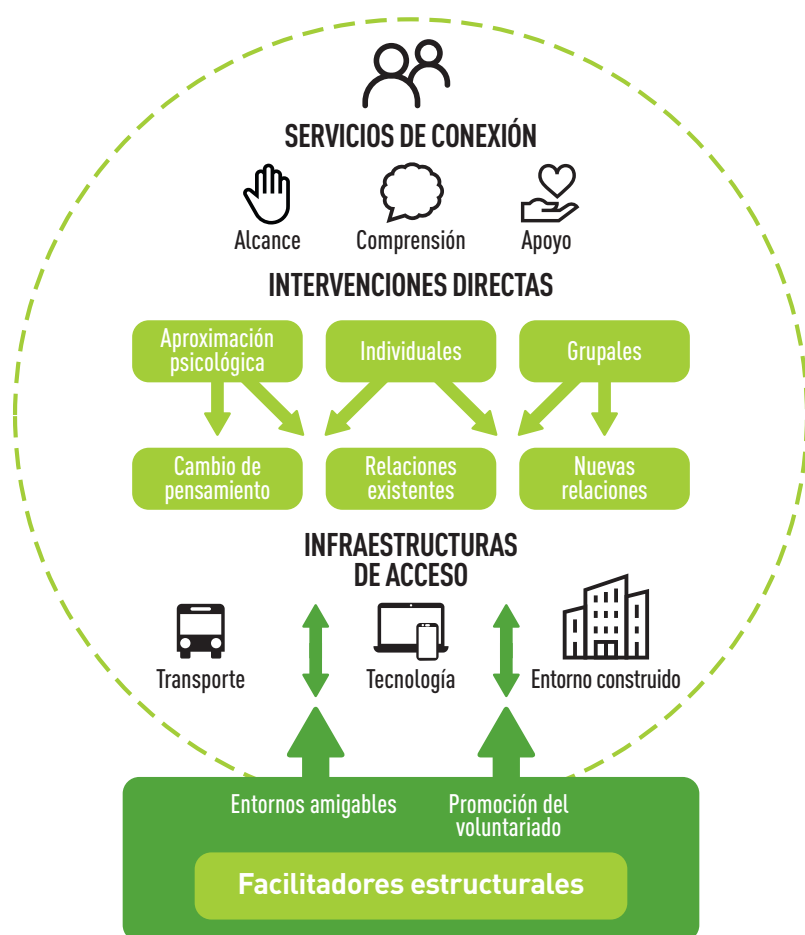 SERVICIOS DE CONEXIÓN
Alcance
Comprensión
Apoyo
INTERVENCIONES DIRECTAS
Aproximación
psicológica
Individuales
Grupales
Cambio de
pensamiento
Relaciones
existentes
Nuevas
relaciones
INFRAESTRUCTURAS
DE ACCESO
Transporte
Tecnología
Entorno construido
Entornos amigables
Promoción del
voluntariado
Facilitadores estructurales